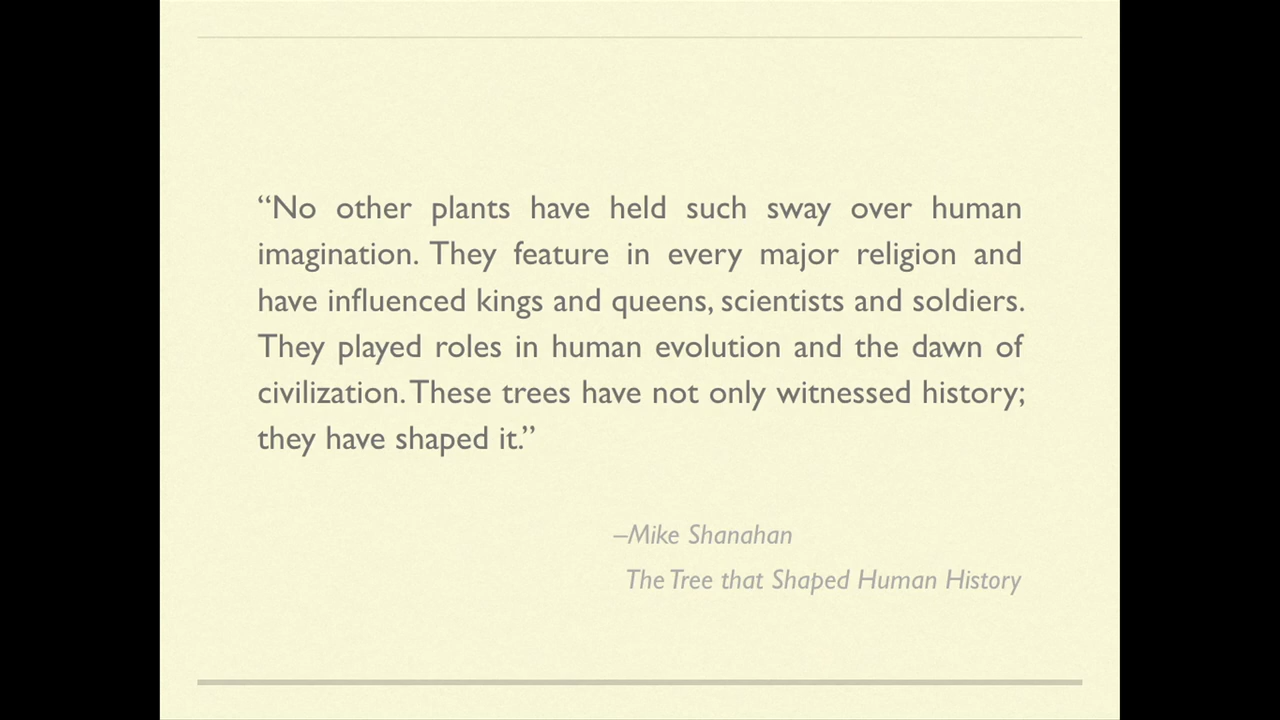 “No other plants have held such sway over human
imagination. They feature in every major religion and
have influenced kings and queens, scientists and soldiers.
They played roles in human evolution and the dawn of
civilization. These trees have not only witnessed history;
they have shaped it.”
–Mike Shanahan
The Tree that Shaped Human History